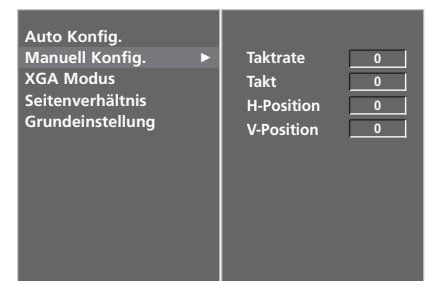 Auto Konfig.
Manuell Konfig. ►
XGA Modus
Seitenverhältnis
Grundeinstellung
Taktrate 0
Takt 0
H-Position 0
V-Position 0